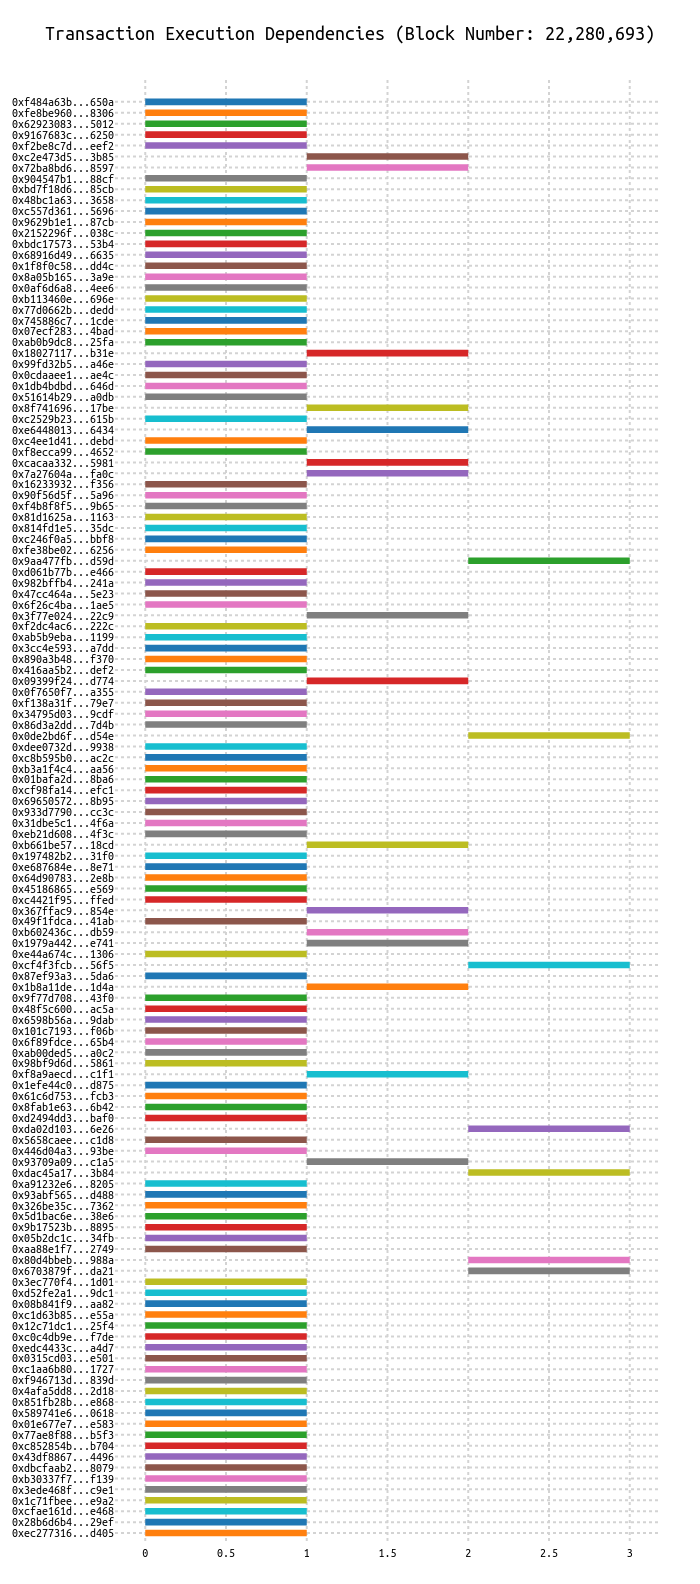 Transaction Execution Dependencies (Block Number: 22,280,693)
0xf484a63b...650a
0xfe8be960...8306
0x62923083...5012
0x9167683c...6250
0xf2be8c7d...eef2
0xc2e473d5...3b85
0x72ba8bd6...8597
0x904547b1...88cf
0xbd7f18d6...85cb
0x48bc1a63...3658
0xc557d361...5696
0x9629b1e1...87cb
0x2152296f...038c
0xbdc17573...53b4
0x68916d49...6635
0x1f8f0c58...dd4c
0x8a05b165...3a9e
0x0af6d6a8...4ee6
0xb113460e...696e
0x77d0662b...dedd
0x745886c7...1cde
0x07ecf283...4bad
0xab0b9dc8...25fa
0x18027117...b31e
0x99fd32b5...a46e
0x0cdaaee1...ae4c
0x1db4bdbd...646d
0x51614b29...a0db
0x8f741696...17be
0xc2529b23...615b
0xe6448013...6434
0xc4ee1d41...debd
0xf8ecca99...4652
0xcacaa332...5981
0x7a27604a...fa0c
0x16233932...f356
0x90f56d5f...5a96
0xf4b8f8f5...9b65
0x81d1625a...1163
0x814fd1e5...35dc
0xc246f0a5...bbf8
0xfe38be02...6256
0x9aa477fb...d59d
0xd061b77b...e466
0x982bffb4...241a
0x47cc464a...5e23
0x6f26c4ba...1ae5
0x3f77e024...22c9
0xf2dc4ac6...222c
0xab5b9eba...1199
0x3cc4e593...a7dd
0x890a3b48...f370
0x416aa5b2...def2
0x09399f24...d774
0x0f7650f7...a355
0xf138a31f...79e7
0x34795d03...9cdf
0x86d3a2dd...7d4b
0x0de2bd6f...d54e
0xdee0732d...9938
0xc8b595b0...ac2c
0xb3a1f4c4...aa56
0x01bafa2d...8ba6
0xcf98fa14...efc1
0x69650572...8b95
0x933d7790...cc3c
0x31dbe5c1...4f6a
0xeb21d608...4f3c
0xb661be57...18cd
0x197482b2...31f0
0xe687684e...8e71
0x64d90783...2e8b
0x45186865...e569
0xc4421f95...ffed
0x367ffac9...854e
0x49f1fdca...41ab
0xb602436c...db59
0x1979a442...e741
0xe44a674c...1306
0xcf4f3fcb...56f5
0x87ef93a3...5da6
0x1b8a11de...1d4a
0x9f77d708...43f0
0x48f5c600...ac5a
0x6598b56a...9dab
0x101c7193...f06b
0x6f89fdce...65b4
0xab00ded5...a0c2
0x98bf9d6d...5861
0xf8a9aecd...c1f1
0x1efe44c0...d875
0x61c6d753...fcb3
0x8fab1e63...6b42
0xd2494dd3...baf0
0xda02d103...6e26
0x5658caee...c1d8
0x446d04a3...93be
0x93709a09...c1a5
0xdac45a17...3b84
0xa91232e6...8205
0x93abf565...d488
0x326be35c...7362
0x5d1bac6e...38e6
0x9b17523b...8895
0x05b2dc1c...34fb
0xaa88e1f7...2749
0x80d4bbeb...988a
0x6703879f...da21
0x3ec770f4...1d01
0xd52fe2a1...9dc1
0x08b841f9...aa82
0xc1d63b85...e55a
0x12c71dc1...25f4
0xc0c4db9e...f7de
0xedc4433c...a4d7
0x0315cd03...e501
0xc1aa6b80...1727
0xf946713d...839d
0x4afa5dd8...2d18
0x851fb28b...e868
0x589741e6...0618
0x01e677e7...e583
0x77ae8f88...b5f3
0xc852854b...b704
0x43df8867...4496
0xdbcfaab2...8079
0xb30337f7...f139
0x3ede468f...c9e1
0x1c71fbee...e9a2
0xcfae161d...e468
0x28b6d6b4...29ef
0xec277316...d405
0 0.5 1 1.5 2 2.5 3